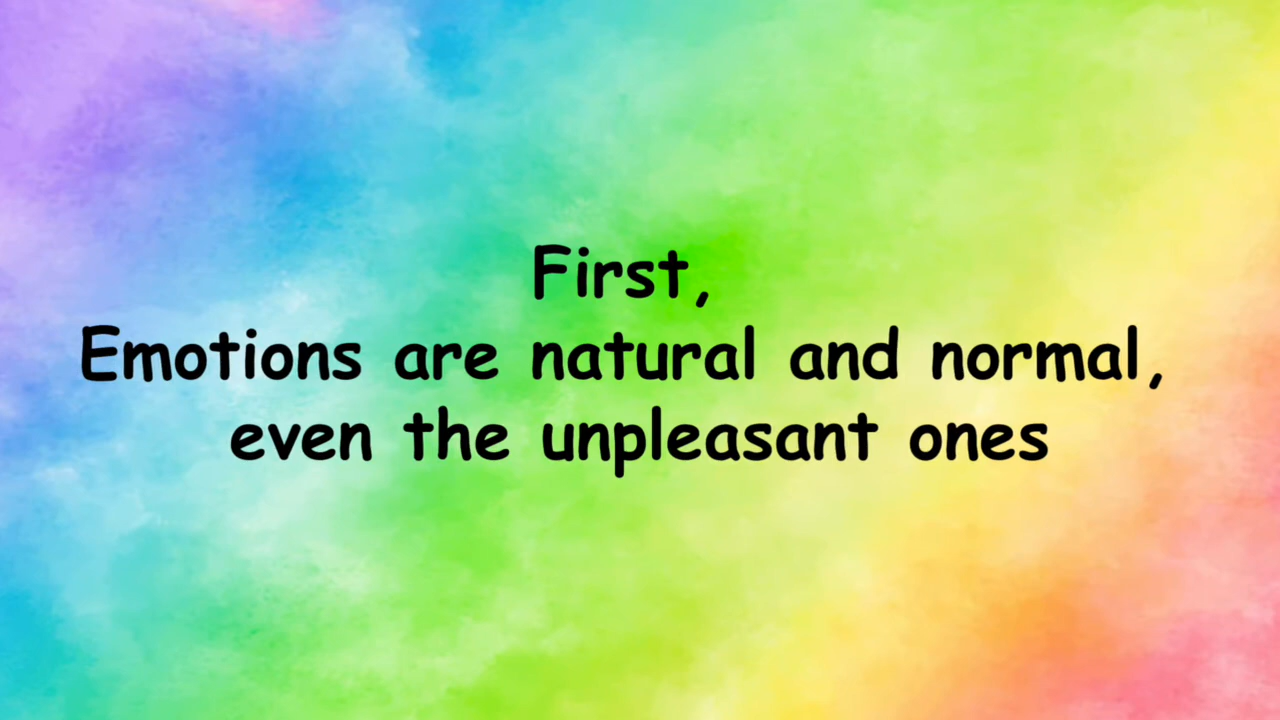 First,
Emotions are natural and normal,
even the unpleasant ones